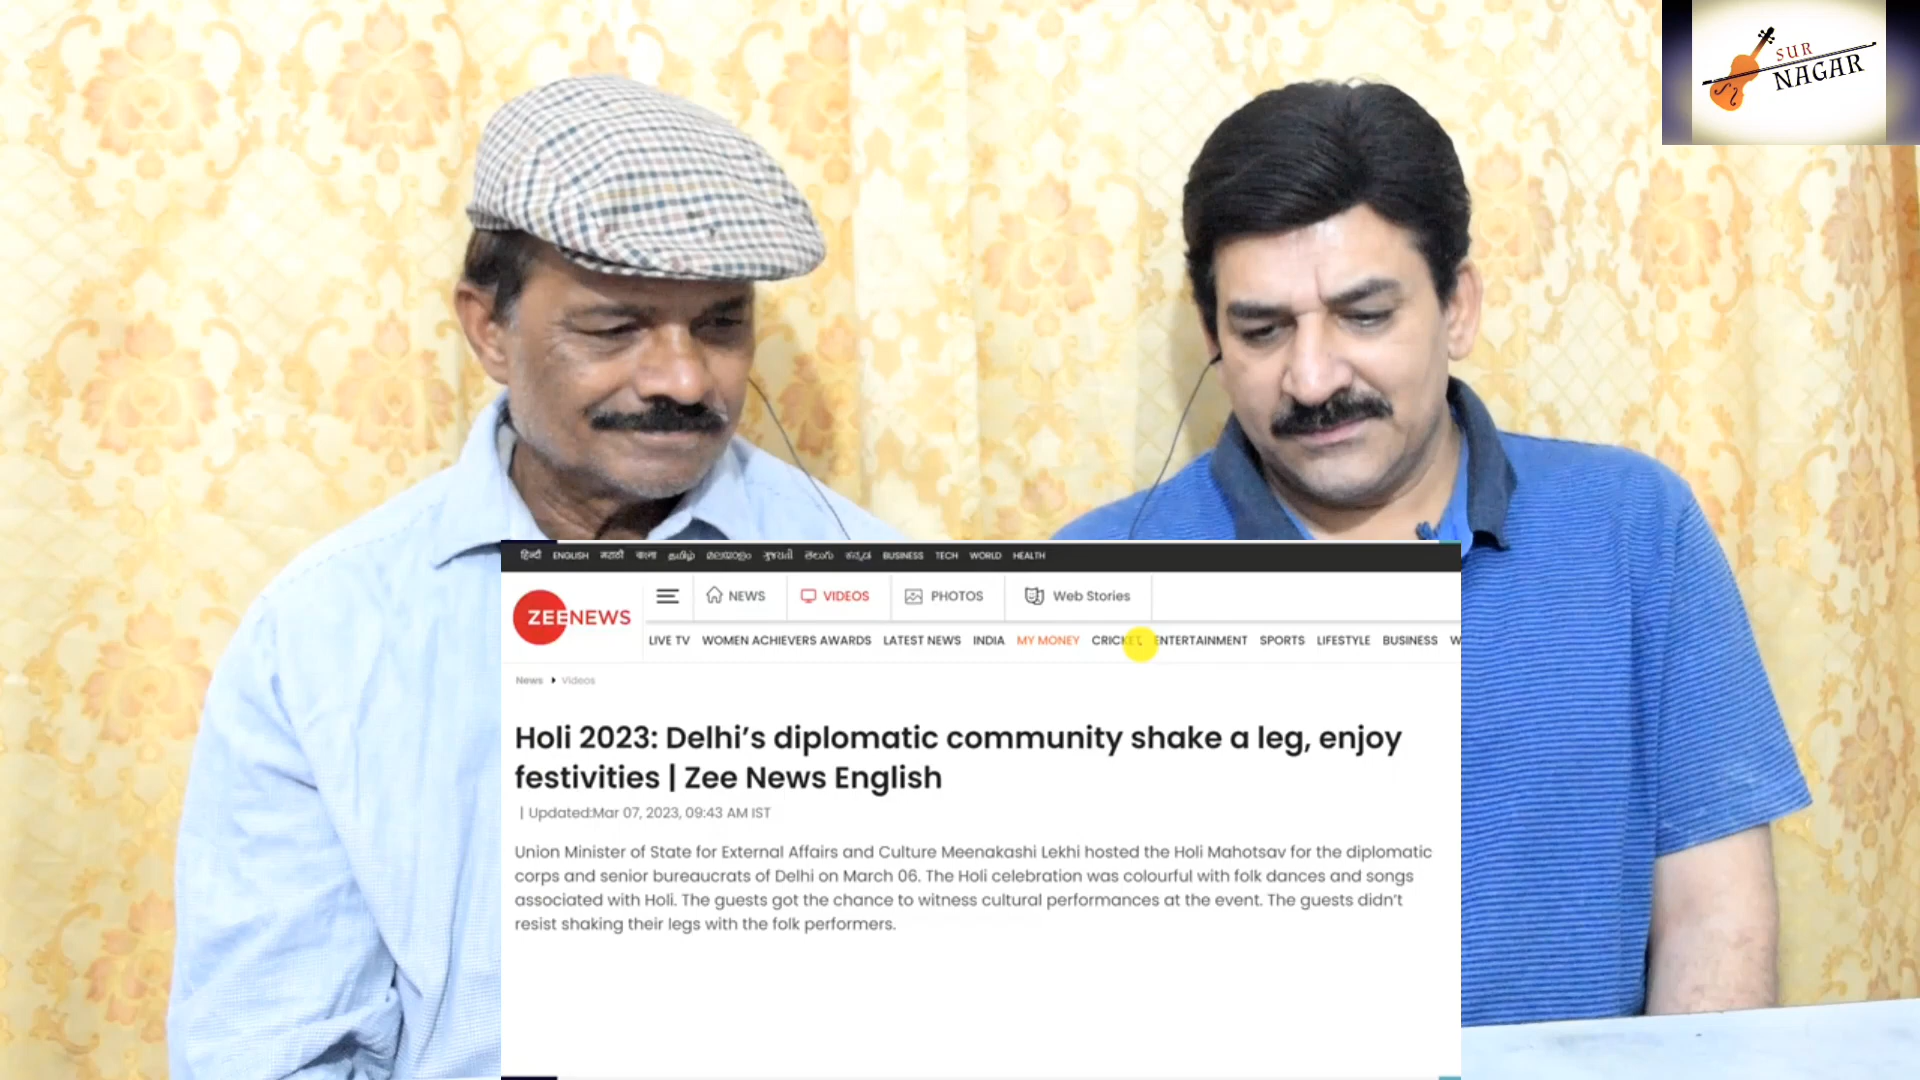 SUR
NAGAR
हिन्दी ENGLISH मराठी বাংলা தமிழ் മലയാളം ગુજરાતી తెలుగు ಕನ್ನಡ BUSINESS TECH WORLD HEALTH
ZEENEWS
NEWS VIDEOS PHOTOS Web Stories
LIVE TV WOMEN ACHIEVERS AWARDS LATEST NEWS INDIA MY MONEY CRICKET ENTERTAINMENT SPORTS LIFESTYLE BUSINESS W
News Videos
Holi 2023: Delhi’s diplomatic community shake a leg, enjoy
festivities | Zee News English
| Updated:Mar 07, 2023, 09:43 AM IST
Union Minister of State for External Affairs and Culture Meenakashi Lekhi hosted the Holi Mahotsav for the diplomatic
corps and senior bureaucrats of Delhi on March 06. The Holi celebration was colourful with folk dances and songs
associated with Holi. The guests got the chance to witness cultural performances at the event. The guests didn’t
resist shaking their legs with the folk performers.